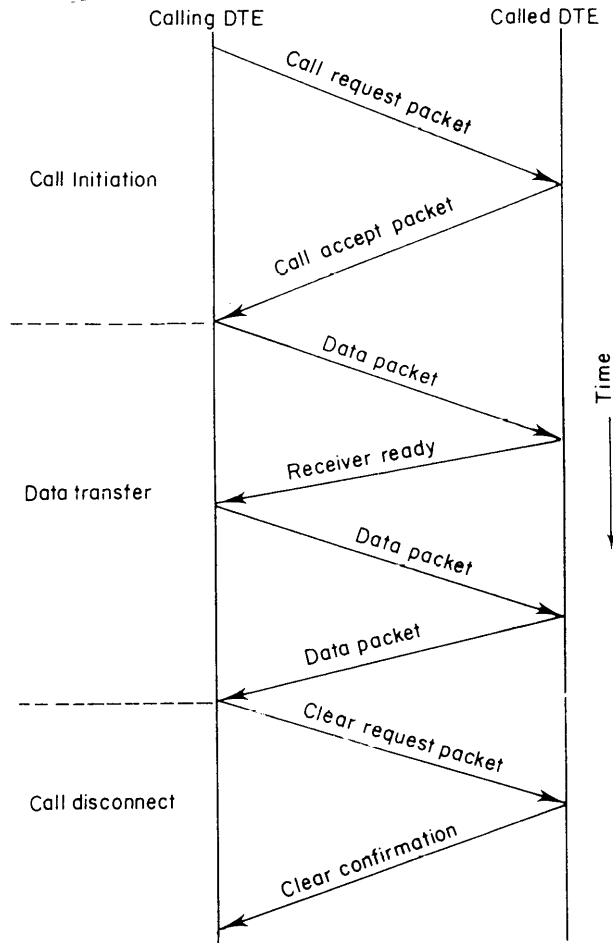 Calling DTE
Called DTE
Call request packet
Call Initiation
Call accept packet
Data packet
Time
Receiver ready
Data transfer
Data packet
Data packet
Clear request packet
Call disconnect
Clear confirmation